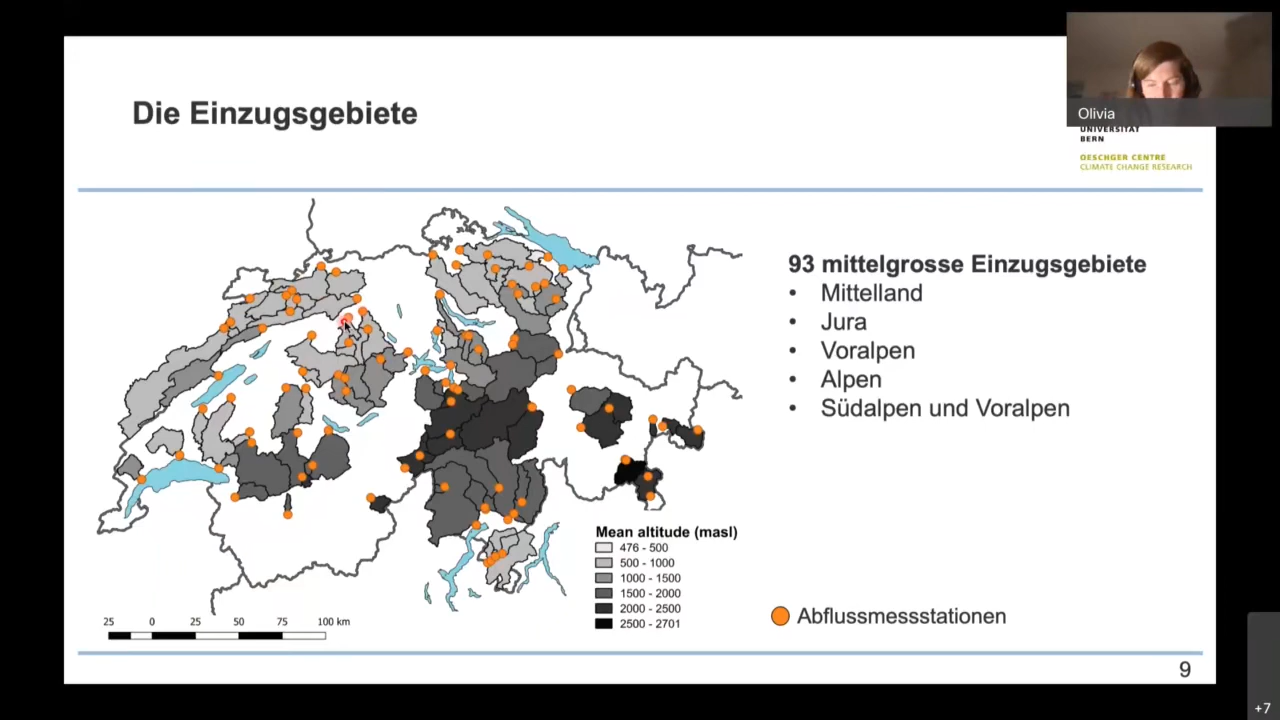 Die Einzugsgebiete
Olivia
UNIVERSITÄT
BERN
OESCHGER CENTRE
CLIMATE CHANGE RESEARCH
93 mittelgrosse Einzugsgebiete
• Mittelland
• Jura
• Voralpen
• Alpen
• Südalpen und Voralpen
Mean altitude (masl)
476 - 500
500 - 1000
1000 - 1500
1500 - 2000
2000 - 2500
2500 - 2701
25 0 25 50 75 100 km
Abflussmessstationen
9
+7